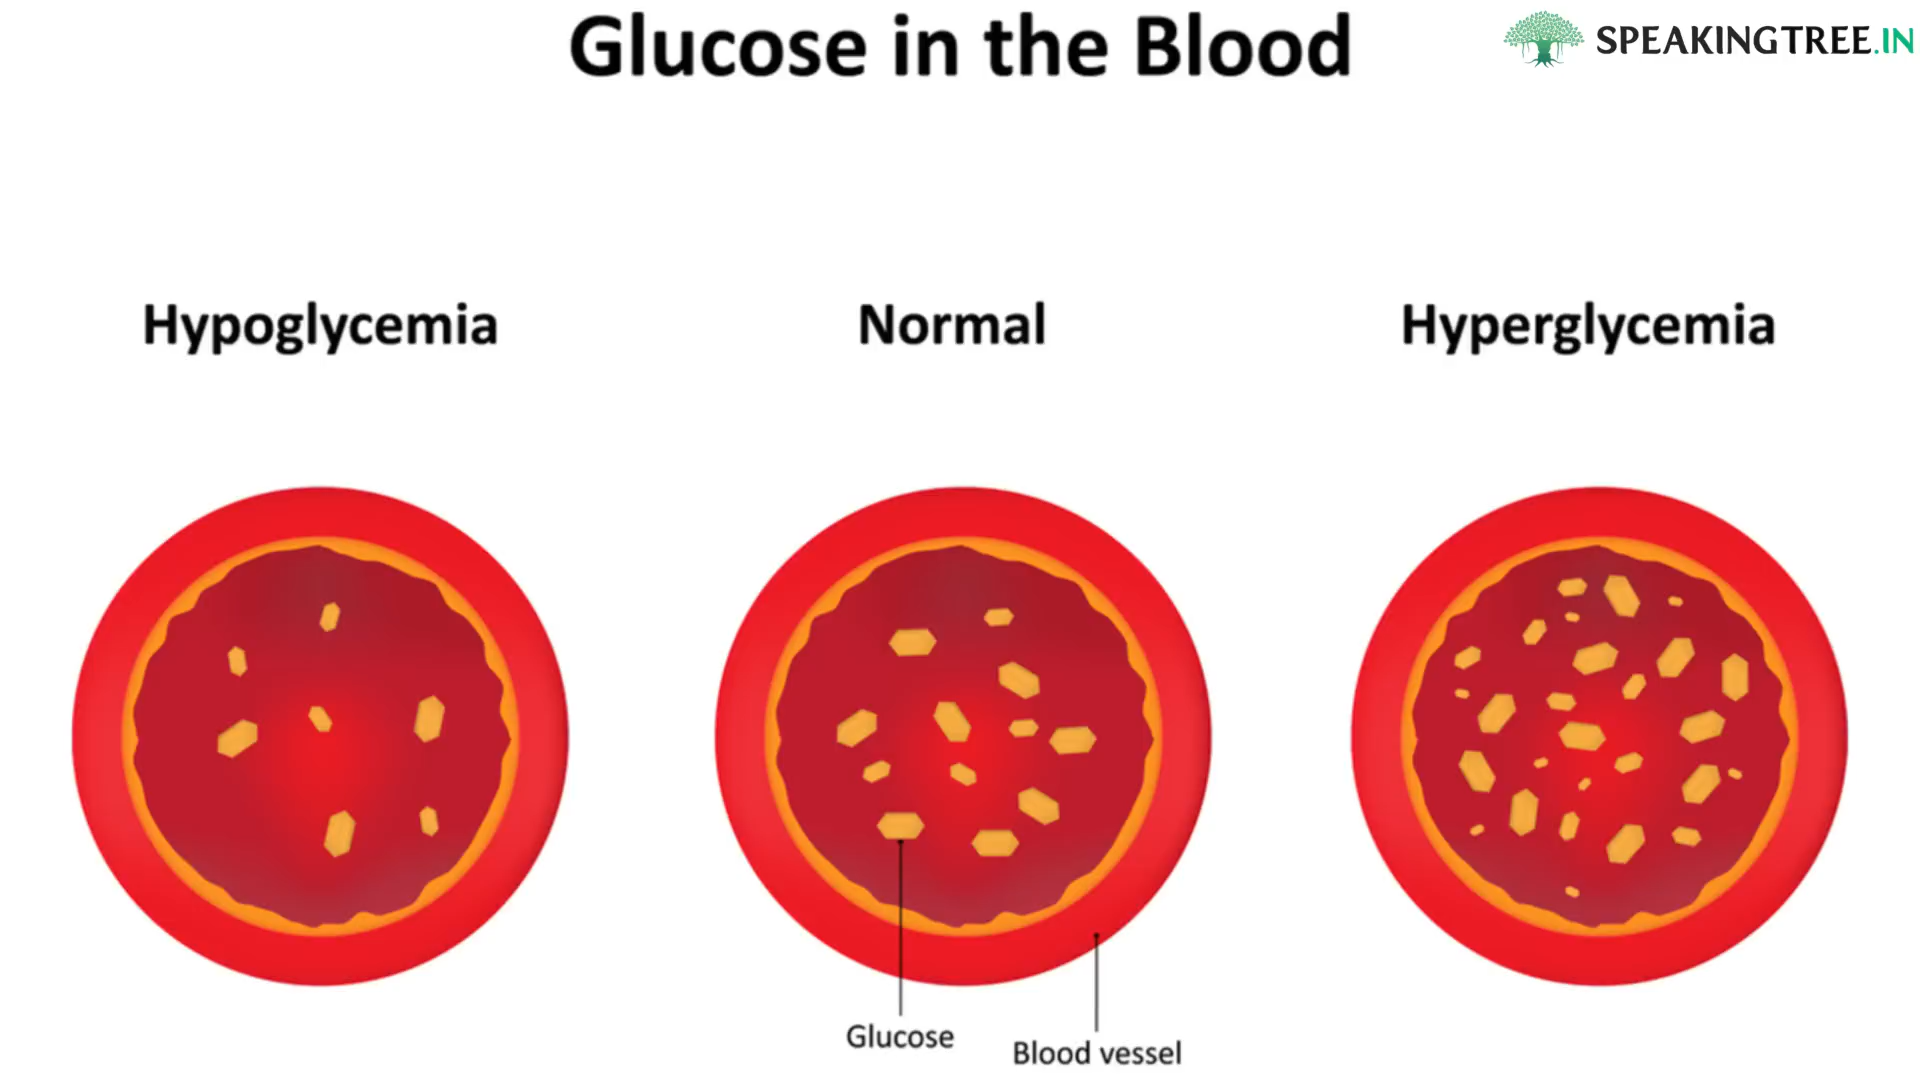 Glucose in the Blood
SPEAKINGTREE.IN
Hypoglycemia
Normal
Hyperglycemia
Glucose
Blood vessel